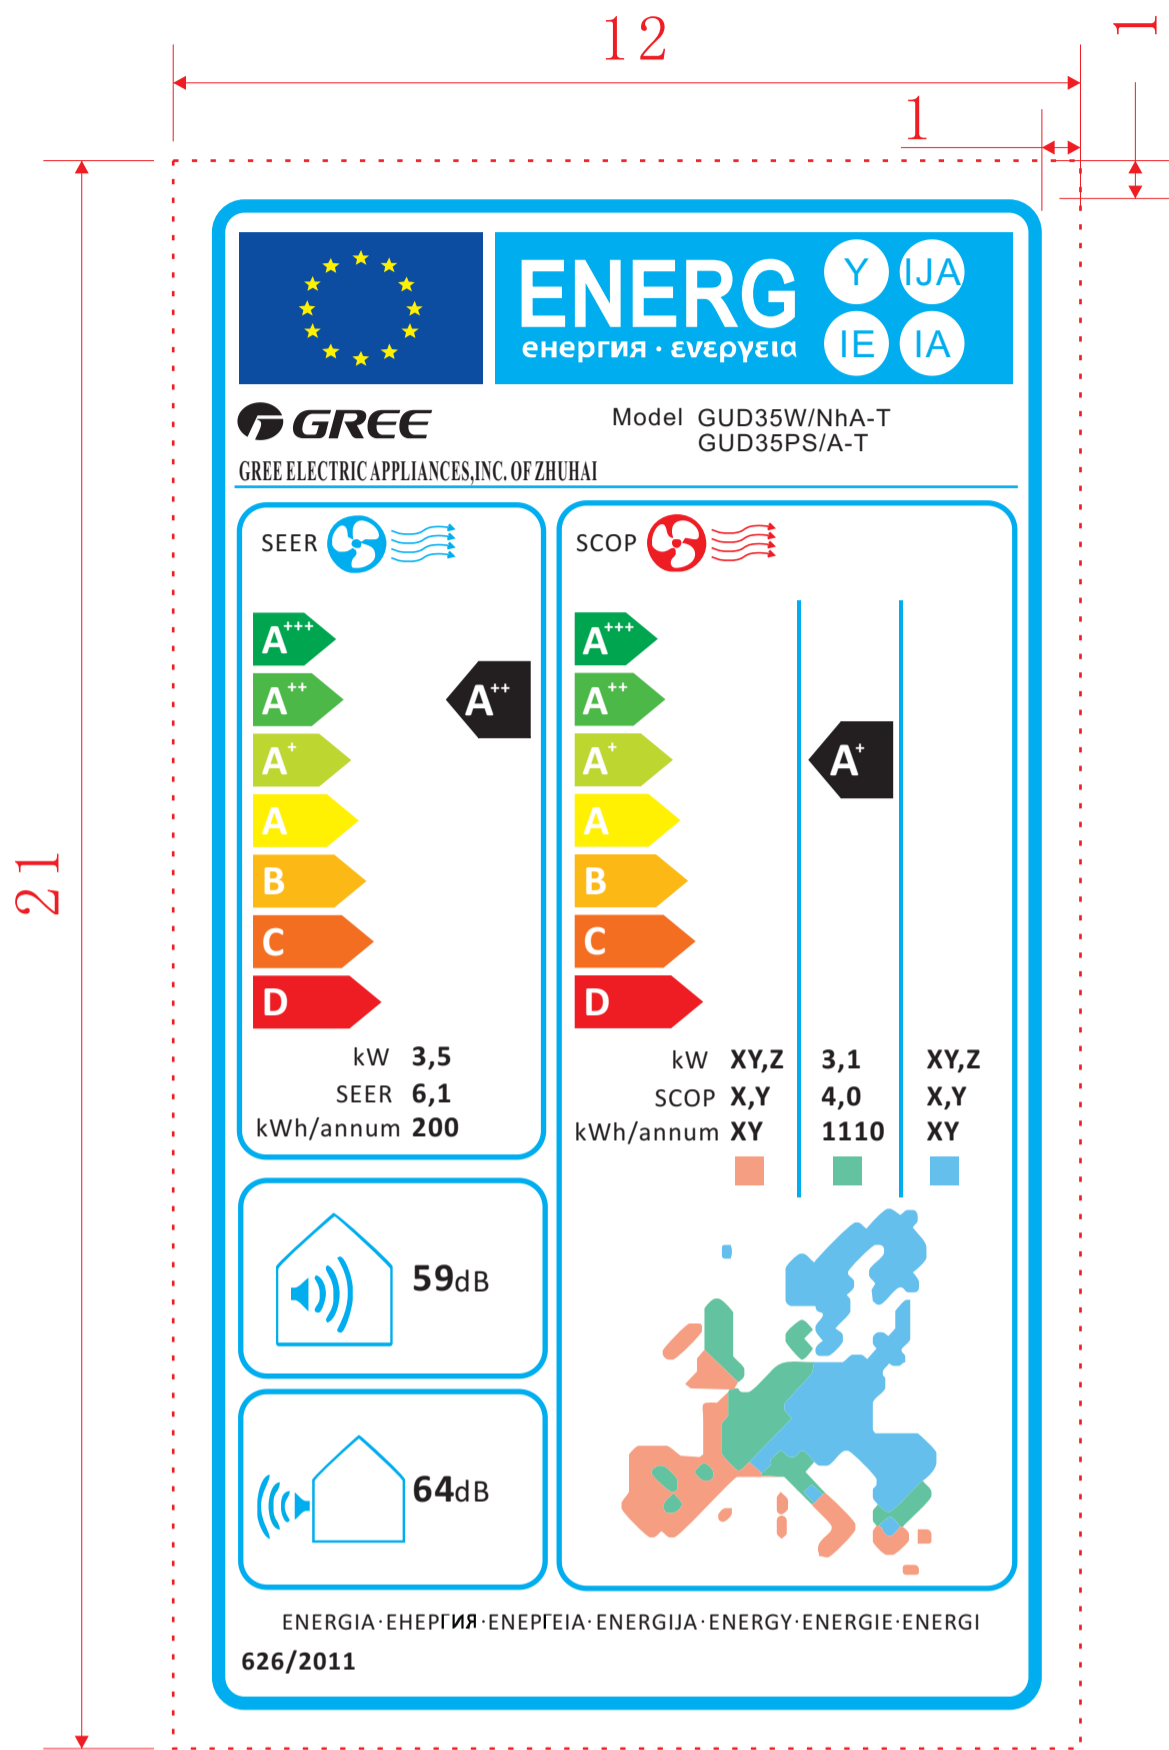 12
1
1
21
ENERG
енергия · ενεργεια
Y IJA
IE IA
GREE
Model GUD35W/NhA-T
GUD35PS/A-T
GREE ELECTRIC APPLIANCES,INC. OF ZHUHAI
SEER
A+++
A++
A+
A
B
C
D
A++
kW 3,5
SEER 6,1
kWh/annum 200
SCOP
A+++
A++
A+
A
B
C
D
A+
kW XY,Z 3,1 XY,Z
SCOP X,Y 4,0 X,Y
kWh/annum XY 1110 XY
59dB
64dB
ENERGIA·ЕНЕРГИЯ·ΕΝΕΡΓΕΙΑ·ENERGIJA·ENERGY·ENERGIE·ENERGI
626/2011